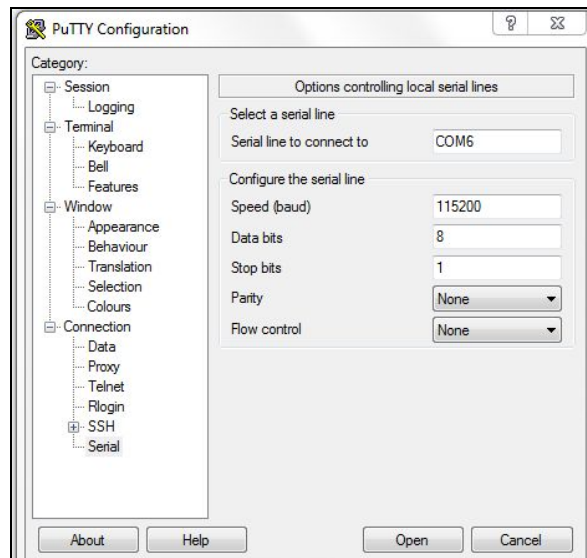 PuTTY Configuration
?
Category:
Session
Logging
Terminal
Keyboard
Bell
Features
Window
Appearance
Behaviour
Translation
Selection
Colours
Connection
Data
Proxy
Telnet
Rlogin
SSH
Serial
Options controlling local serial lines
Select a serial line
Serial line to connect to COM6
Configure the serial line
Speed (baud) 115200
Data bits 8
Stop bits 1
Parity None
Flow control None
About Help Open Cancel